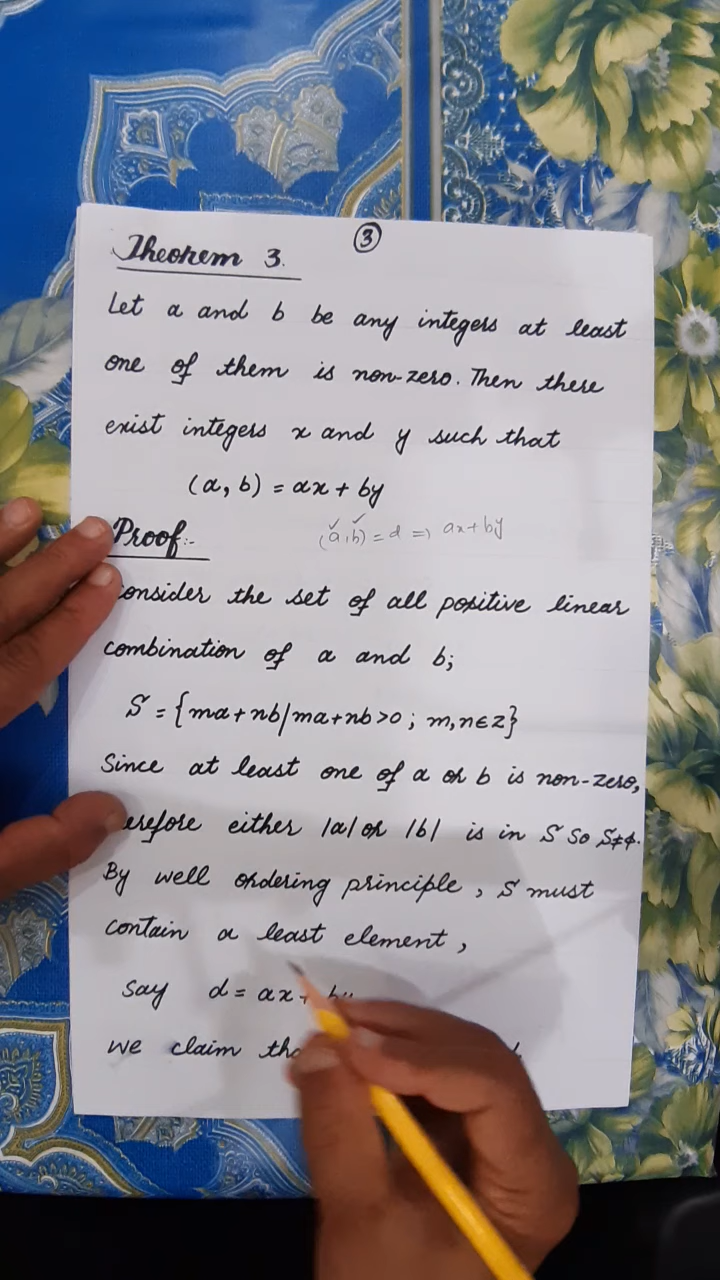 ③
Theorem 3.
Let a and b be any integers at least
one of them is non-zero. Then there
exist integers x and y such that
(a, b) = ax + by
Proof:-
(a,b) = d => ax + by
onsider the set of all positive linear
combination of a and b;
S = {ma + nb / ma + nb > 0 ; m, n ∈ Z}
Since at least one of a or b is non-zero,
erefore either |a| or |b| is in S So S≠ϕ.
By well ordering principle, S must
contain a least element,
Say d = ax +
we claim